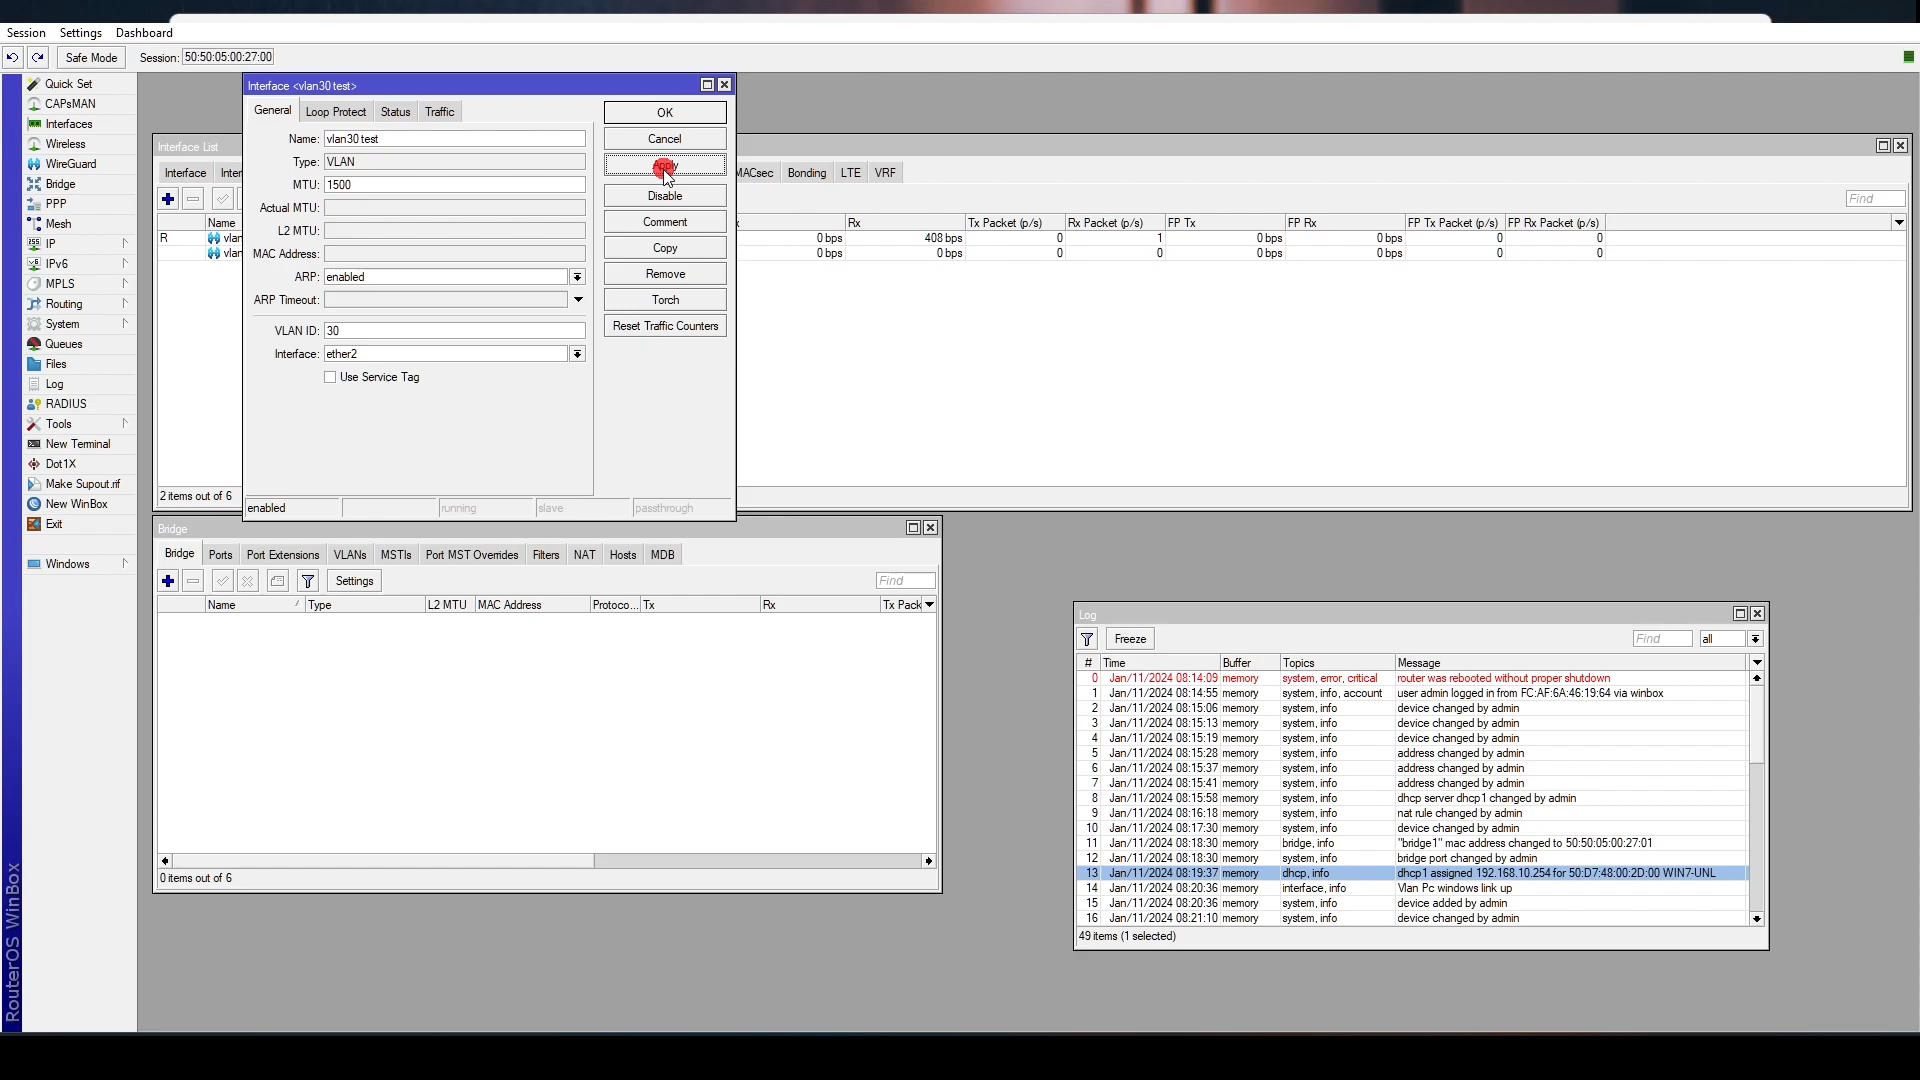 Session Settings Dashboard
Safe Mode Session: 50:50:05:00:27:00
Quick Set
CAPsMAN
Interfaces
Wireless
WireGuard
Bridge
PPP
Mesh
IP
IPv6
MPLS
Routing
System
Queues
Files
Log
RADIUS
Tools
New Terminal
Dot1X
Make Supout.rif
New WinBox
Exit
Windows
RouterOS WinBox
Interface <vlan30 test>
General Loop Protect Status Traffic
Name: vlan30 test
Type: VLAN
MTU: 1500
Actual MTU:
L2 MTU:
MAC Address:
ARP: enabled
ARP Timeout:
VLAN ID: 30
Interface: ether2
Use Service Tag
OK
Cancel
Apply
Disable
Comment
Copy
Remove
Torch
Reset Traffic Counters
enabled running slave passthrough
Interface List
Interface Inter MACsec Bonding LTE VRF
Find
Name Rx Tx Packet (p/s) Rx Packet (p/s) FP Tx FP Rx FP Tx Packet (p/s) FP Rx Packet (p/s)
R vlan 0 bps 408 bps 0 1 0 bps 0 bps 0 0
vlan 0 bps 0 bps 0 0 0 bps 0 bps 0 0
2 items out of 6
Bridge
Bridge Ports Port Extensions VLANs MSTIs Port MST Overrides Filters NAT Hosts MDB
Settings Find
Name Type L2 MTU MAC Address Protoco... Tx Rx Tx Pack
0 items out of 6
Log
Freeze Find all
# Time Buffer Topics Message
0 Jan/11/2024 08:14:09 memory system, error, critical router was rebooted without proper shutdown
1 Jan/11/2024 08:14:55 memory system, info, account user admin logged in from FC:AF:6A:46:19:64 via winbox
2 Jan/11/2024 08:15:06 memory system, info device changed by admin
3 Jan/11/2024 08:15:13 memory system, info device changed by admin
4 Jan/11/2024 08:15:19 memory system, info device changed by admin
5 Jan/11/2024 08:15:28 memory system, info address changed by admin
6 Jan/11/2024 08:15:37 memory system, info address changed by admin
7 Jan/11/2024 08:15:41 memory system, info address changed by admin
8 Jan/11/2024 08:15:58 memory system, info dhcp server dhcp1 changed by admin
9 Jan/11/2024 08:16:18 memory system, info nat rule changed by admin
10 Jan/11/2024 08:17:30 memory system, info device changed by admin
11 Jan/11/2024 08:18:30 memory bridge, info "bridge1" mac address changed to 50:50:05:00:27:01
12 Jan/11/2024 08:18:30 memory system, info bridge port changed by admin
13 Jan/11/2024 08:19:37 memory dhcp, info dhcp1 assigned 192.168.10.254 for 50:D7:48:00:2D:00 WIN7-UNL
14 Jan/11/2024 08:20:36 memory interface, info Vlan Pc windows link up
15 Jan/11/2024 08:20:36 memory system, info device added by admin
16 Jan/11/2024 08:21:10 memory system, info device changed by admin
49 items (1 selected)